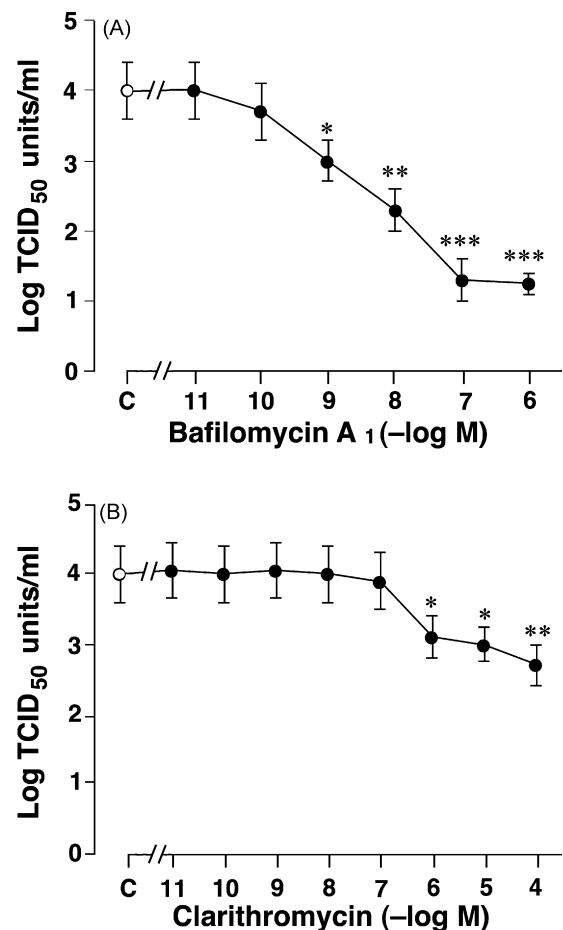 (A)
5
4
3
2
1
0
Log TCID50 units/ml
*
**
***
***
C 11 10 9 8 7 6
Bafilomycin A 1 (–log M)
(B)
5
4
3
2
1
0
Log TCID50 units/ml
*
*
**
C 11 10 9 8 7 6 5 4
Clarithromycin (–log M)